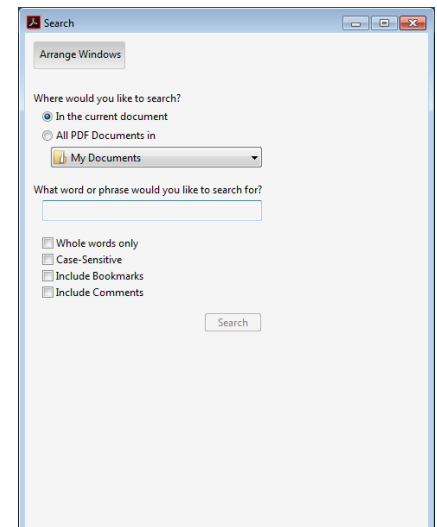 Search
Arrange Windows
Where would you like to search?
In the current document
All PDF Documents in
My Documents
What word or phrase would you like to search for?
Whole words only
Case-Sensitive
Include Bookmarks
Include Comments
Search